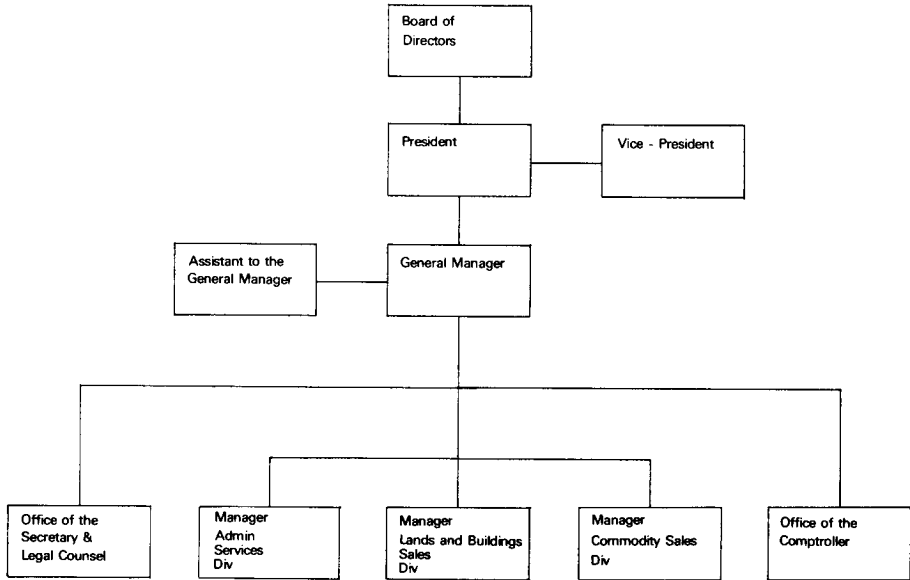 Board of
Directors
President
Vice - President
Assistant to the
General Manager
General Manager
Office of the
Secretary &
Legal Counsel
Manager
Admin
Services
Div
Manager
Lands and Buildings
Sales
Div
Manager
Commodity Sales
Div
Office of the
Comptroller